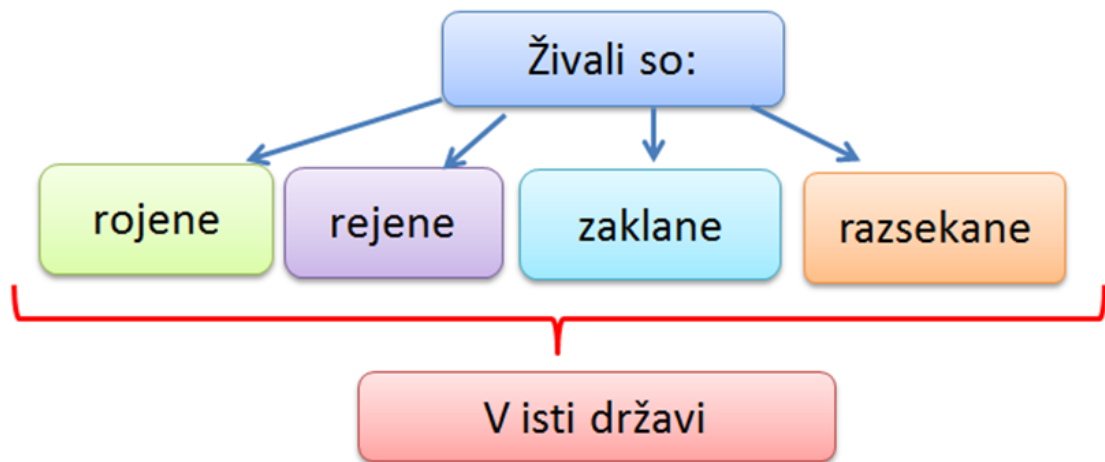 Živali so:
rojene
rejene
zaklane
razsekane
V isti državi